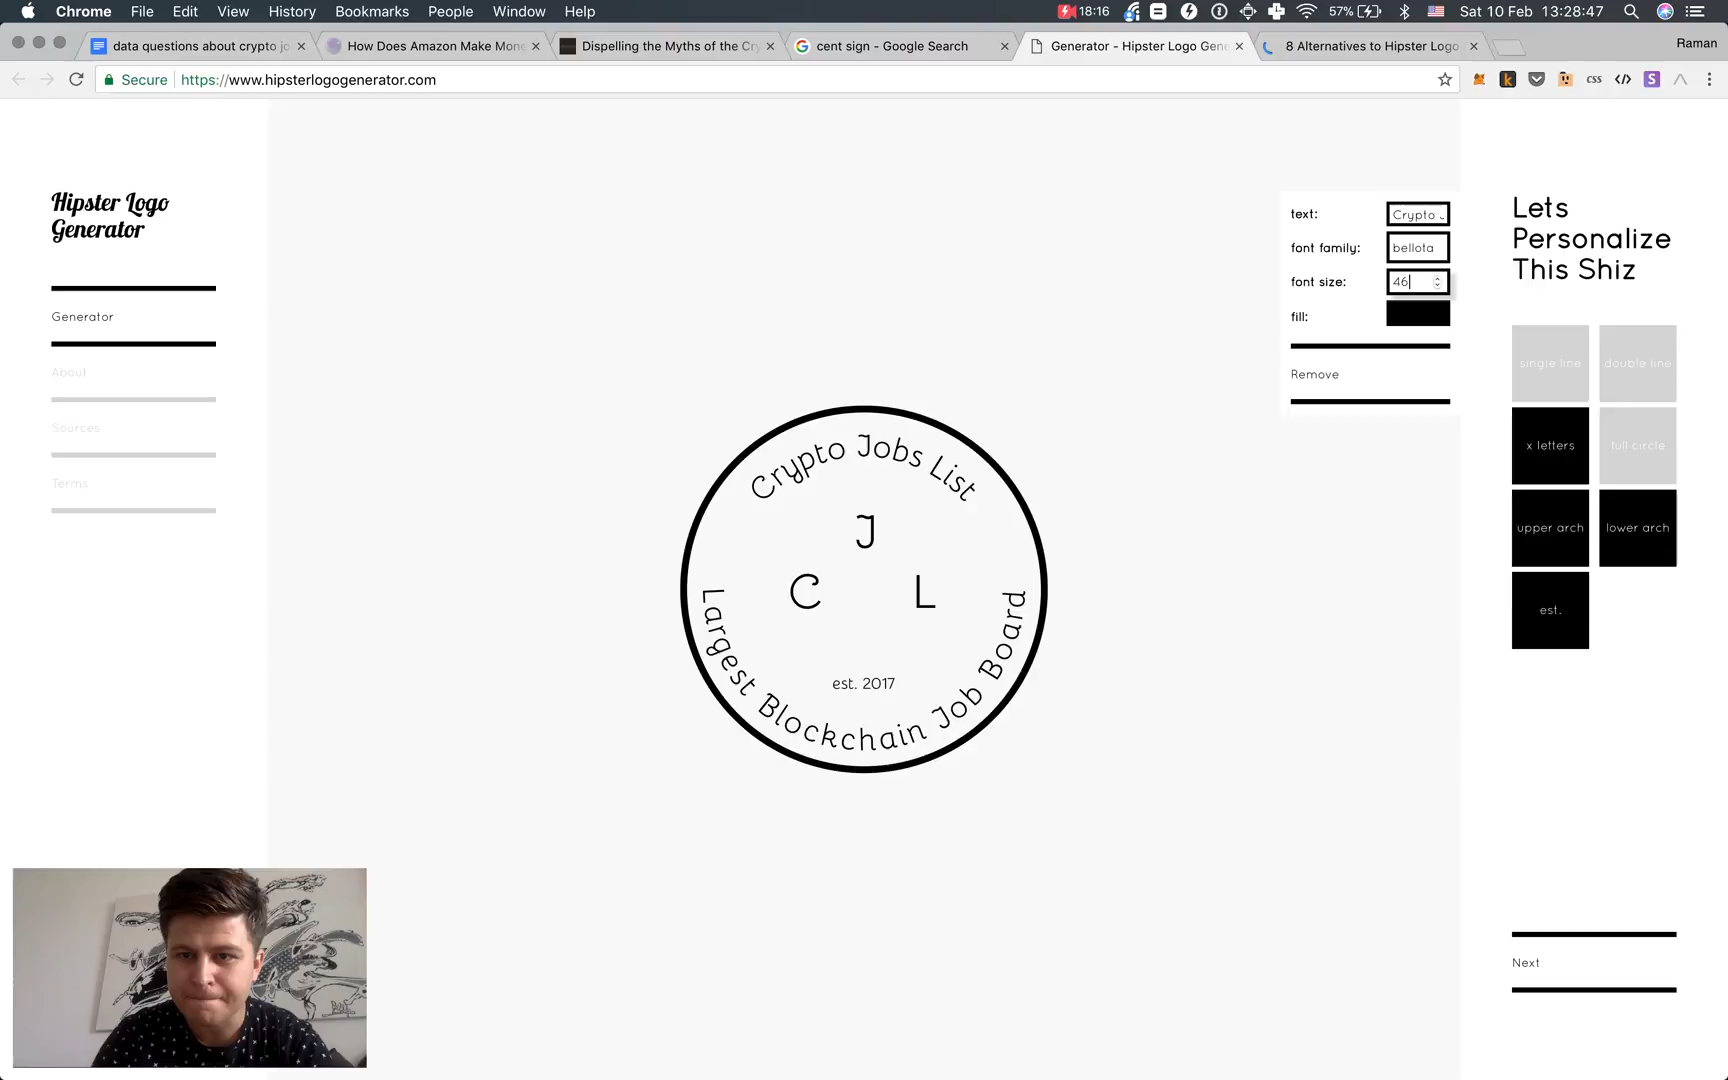 Chrome File Edit View History Bookmarks People Window Help 18:16 57% Sat 10 Feb 13:28:47
data questions about crypto jo
How Does Amazon Make Mone
Dispelling the Myths of the Cry
cent sign - Google Search
Generator - Hipster Logo Gene
8 Alternatives to Hipster Logo
Raman
Secure https://www.hipsterlogogenerator.com
css
S
Hipster Logo
Generator
Generator
About
Sources
Terms
Crypto Jobs List
J
C L
est. 2017
Largest Blockchain Job Board
text: Crypto
font family: bellota
font size: 46
fill:
Remove
Lets
Personalize
This Shiz
single line double line
x letters full circle
upper arch lower arch
est.
Next